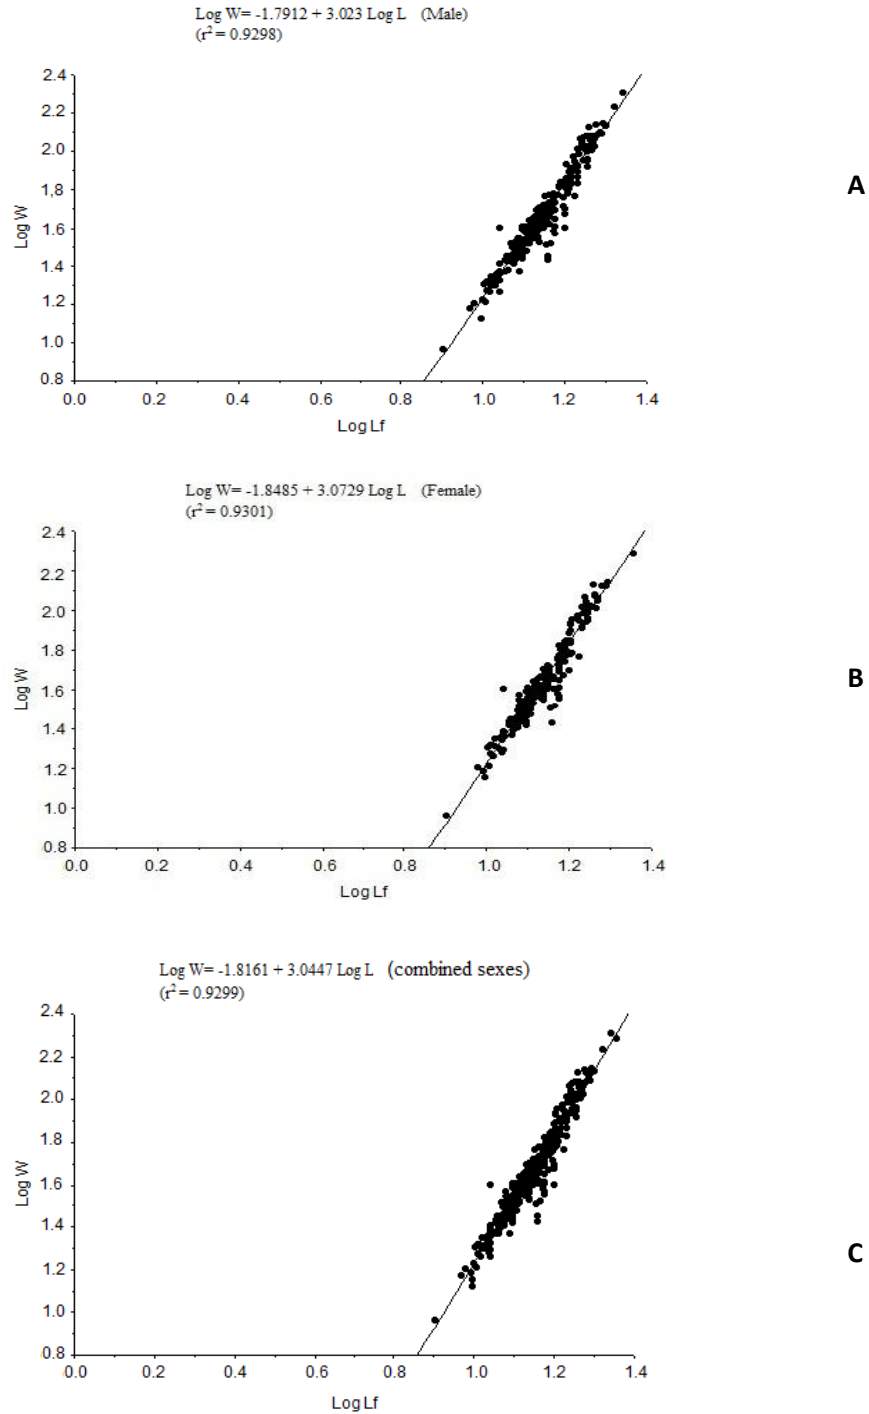 Log W= -1.7912 + 3.023 Log L (Male)
(r² = 0.9298)
2.4
2.2
2.0
1.8
1.6
1.4
1.2
1.0
0.8
Log W
0.0 0.2 0.4 0.6 0.8 1.0 1.2 1.4
Log Lf
A
Log W= -1.8485 + 3.0729 Log L (Female)
(r² = 0.9301)
2.4
2.2
2.0
1.8
1.6
1.4
1.2
1.0
0.8
Log W
0.0 0.2 0.4 0.6 0.8 1.0 1.2 1.4
Log Lf
B
Log W= -1.8161 + 3.0447 Log L (combined sexes)
(r² = 0.9299)
2.4
2.2
2.0
1.8
1.6
1.4
1.2
1.0
0.8
Log W
0.0 0.2 0.4 0.6 0.8 1.0 1.2 1.4
Log Lf
C